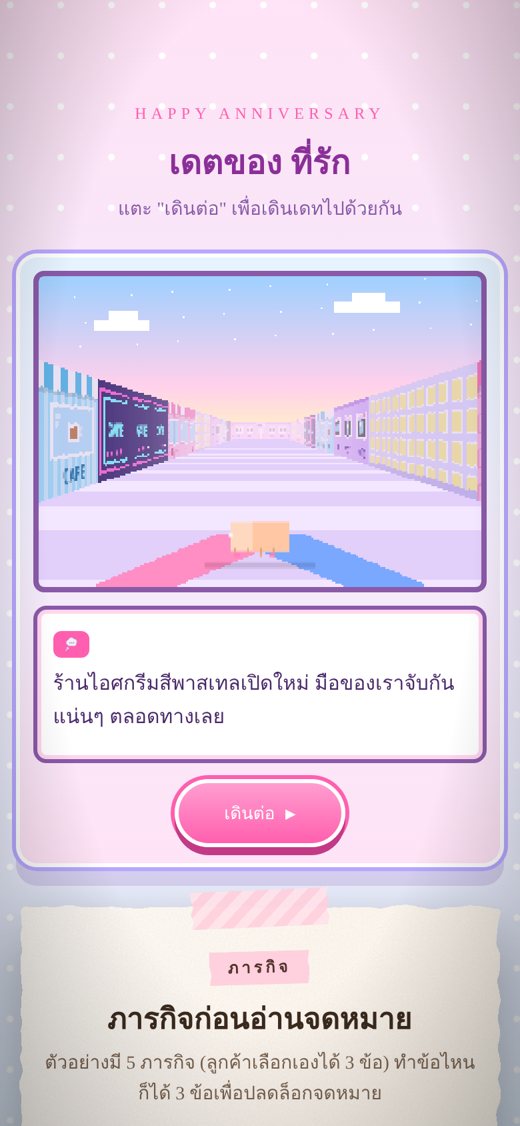 HAPPY ANNIVERSARY
เดตของ ที่รัก
แตะ "เดินต่อ" เพื่อเดินเดทไปด้วยกัน
CAFE
ร้านไอศกรีมสีพาสเทลเปิดใหม่ มือของเราจับกัน
แน่นๆ ตลอดทางเลย
เดินต่อ ►
ภารกิจ
ภารกิจก่อนอ่านจดหมาย
ตัวอย่างมี 5 ภารกิจ (ลูกค้าเลือกเองได้ 3 ข้อ) ทำข้อไหน
ก็ได้ 3 ข้อเพื่อปลดล็อกจดหมาย